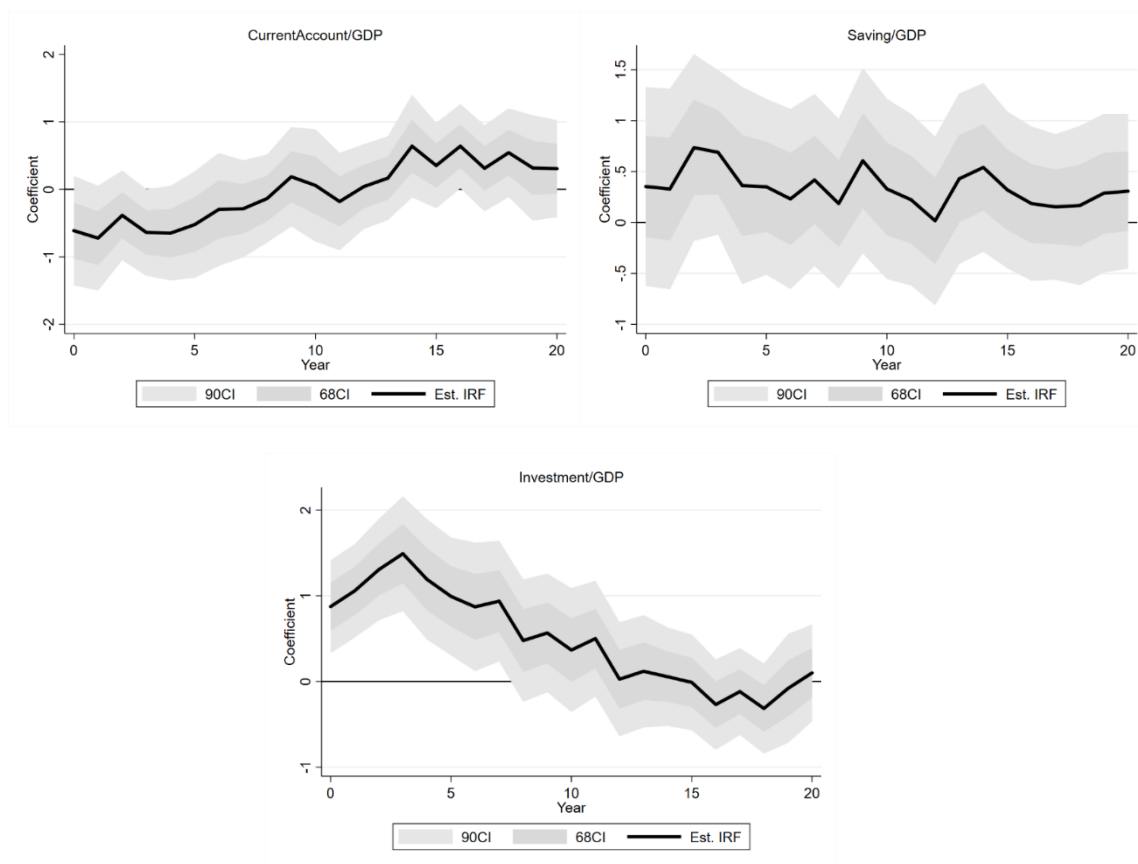 CurrentAccount/GDP
Coefficient
2
1
0
-1
-2
0 5 10 15 20
Year
90CI 68CI Est. IRF
Saving/GDP
Coefficient
1.5
1
.5
0
-.5
-1
0 5 10 15 20
Year
90CI 68CI Est. IRF
Investment/GDP
Coefficient
2
1
0
-1
0 5 10 15 20
Year
90CI 68CI Est. IRF